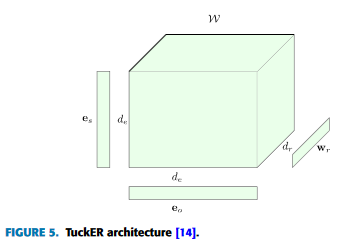 𝒲
e_s
d_e
d_r
w_r
d_e
e_o
FIGURE 5. TuckER architecture [14].